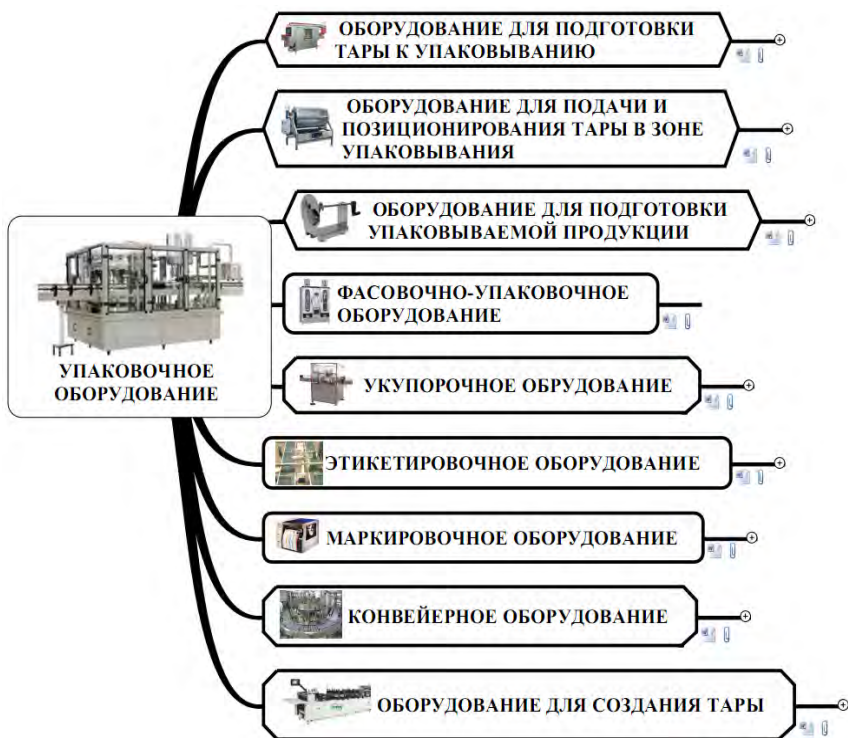 ОБОРУДОВАНИЕ ДЛЯ ПОДГОТОВКИ
ТАРЫ К УПАКОВЫВАНИЮ
ОБОРУДОВАНИЕ ДЛЯ ПОДАЧИ И
ПОЗИЦИОНИРОВАНИЯ ТАРЫ В ЗОНЕ
УПАКОВЫВАНИЯ
ОБОРУДОВАНИЕ ДЛЯ ПОДГОТОВКИ
УПАКОВЫВАЕМОЙ ПРОДУКЦИИ
ФАСОВОЧНО-УПАКОВОЧНОЕ
ОБОРУДОВАНИЕ
УПАКОВОЧНОЕ
ОБОРУДОВАНИЕ
УКУПОРОЧНОЕ ОБРУДОВАНИЕ
ЭТИКЕТИРОВОЧНОЕ ОБОРУДОВАНИЕ
МАРКИРОВОЧНОЕ ОБОРУДОВАНИЕ
КОНВЕЙЕРНОЕ ОБОРУДОВАНИЕ
ОБОРУДОВАНИЕ ДЛЯ СОЗДАНИЯ ТАРЫ